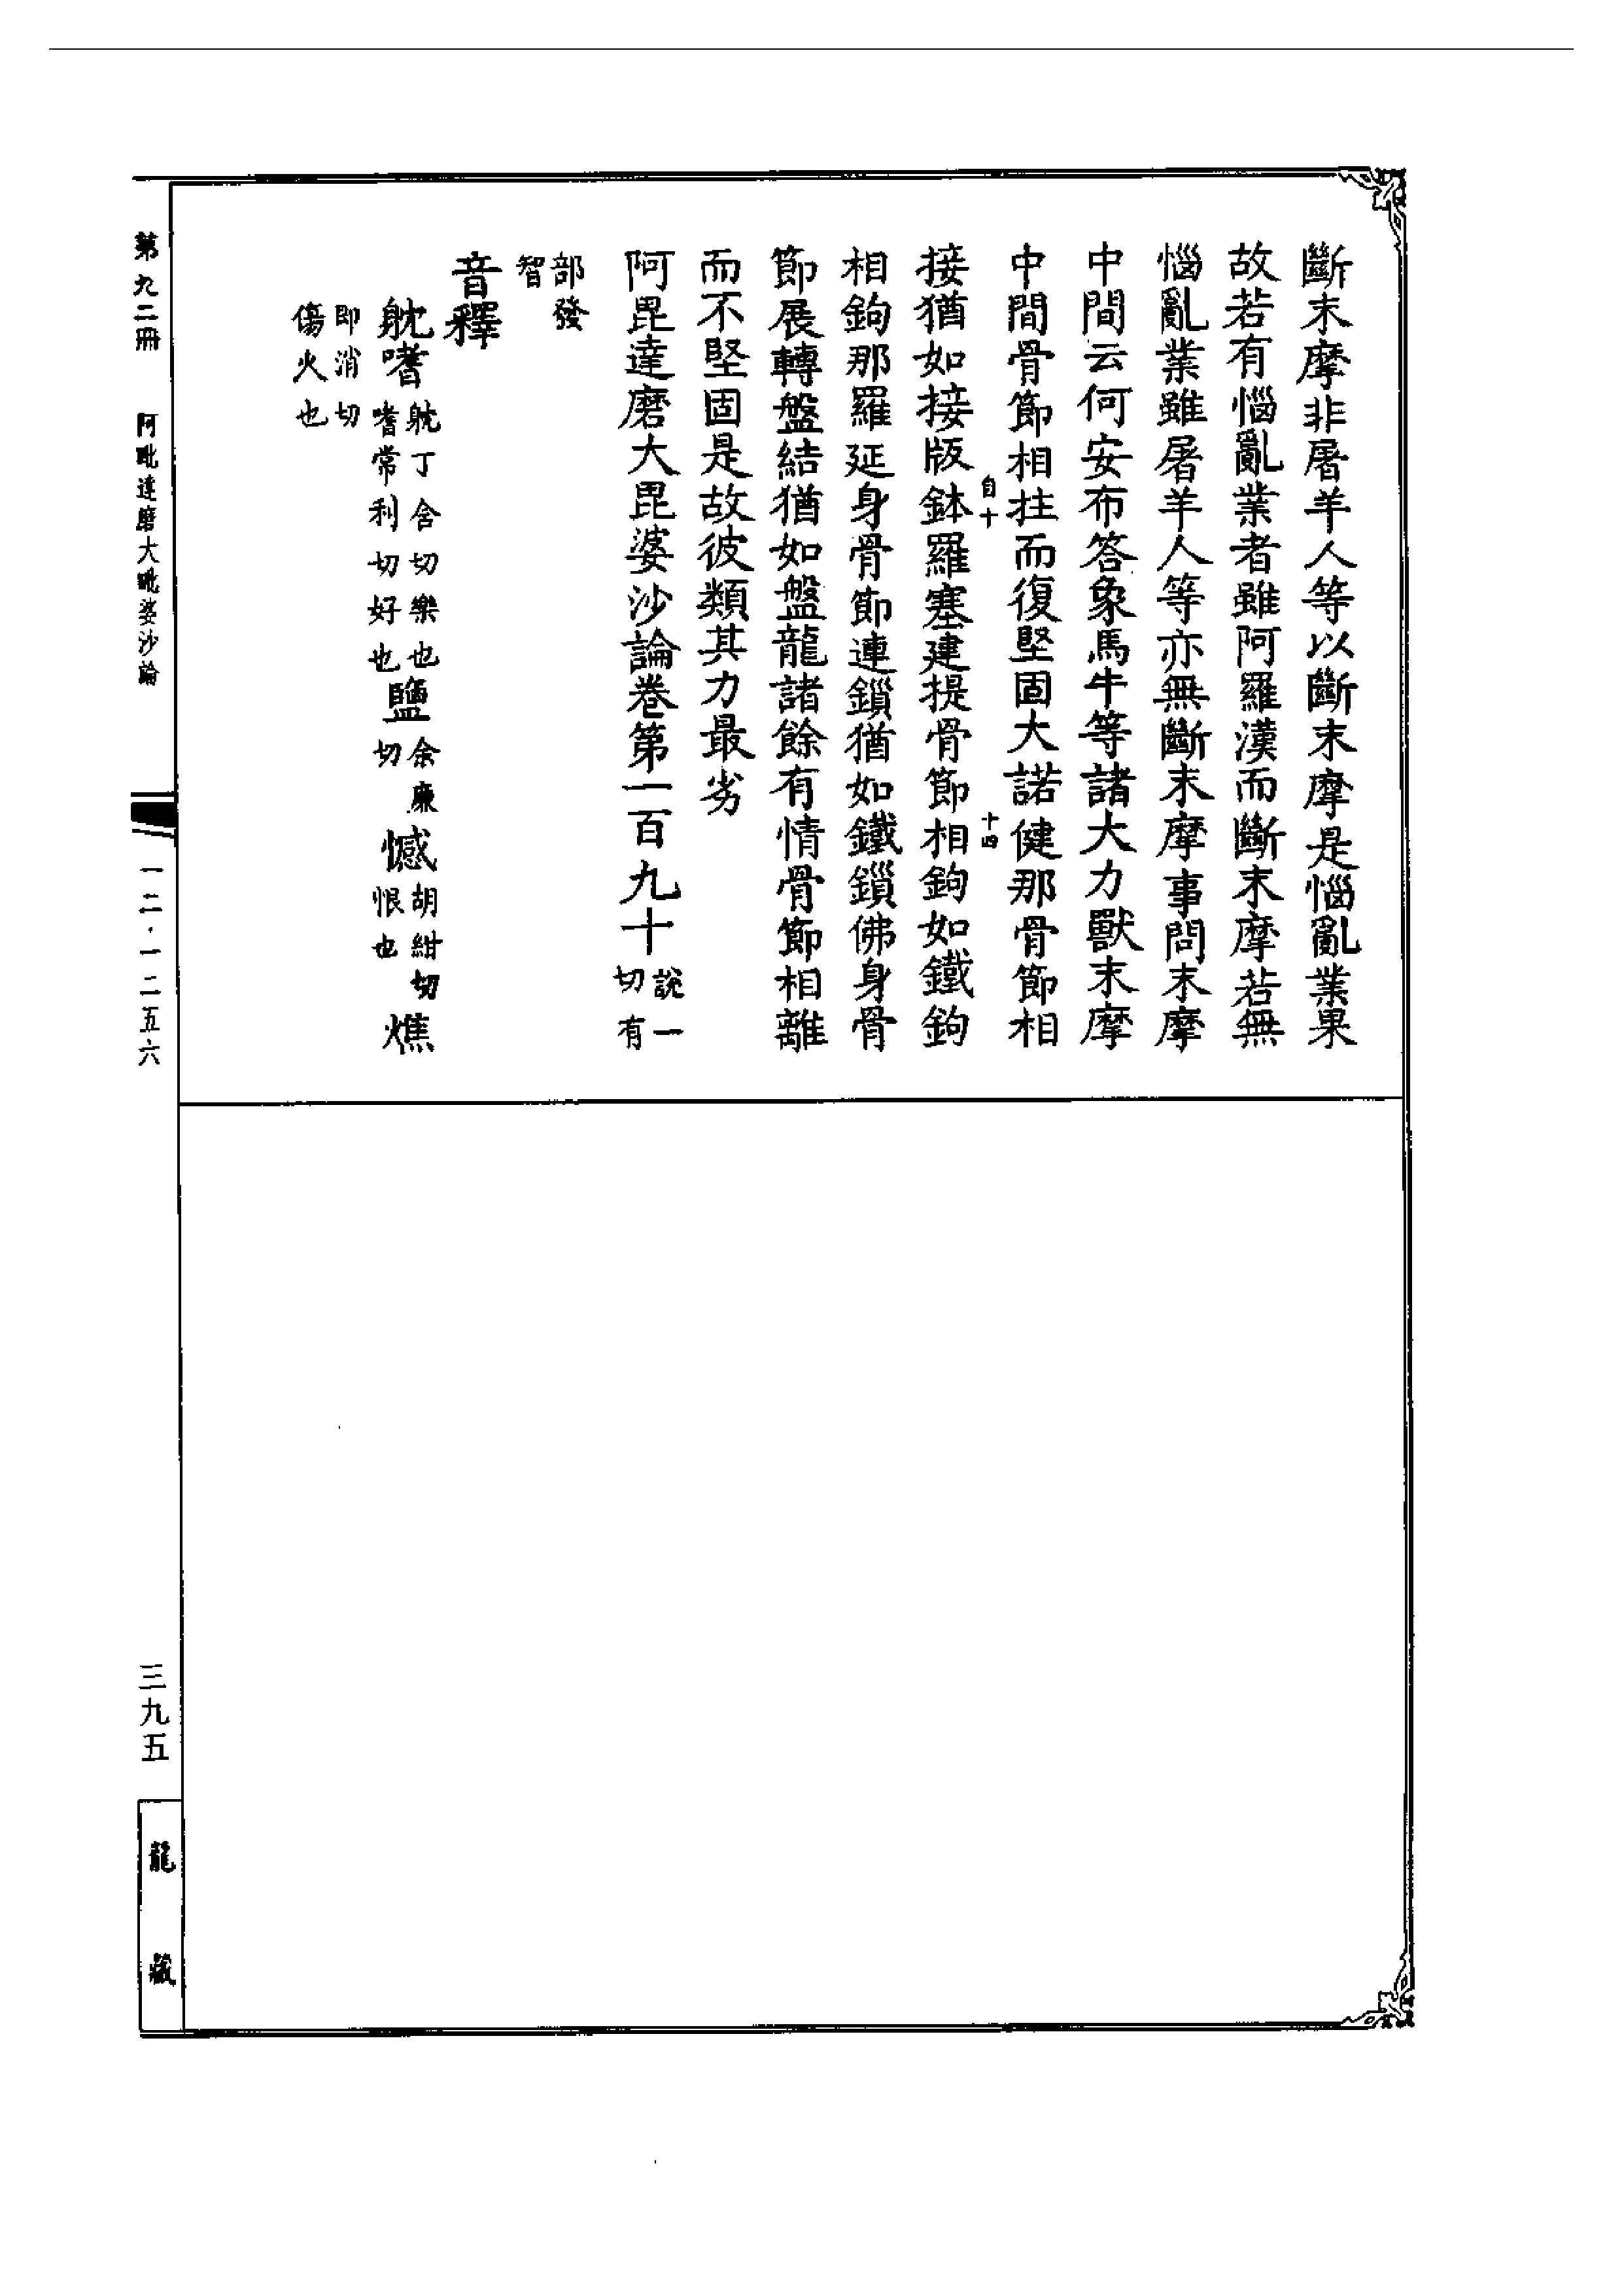 斷末摩非屠羊人等以斷末摩是惱亂業果
故若有惱亂業者雖阿羅漢而斷末摩若無
惱亂業雖屠羊人等亦無斷末摩事問末摩
中間云何安布答象馬牛等諸大力獸末摩
中間骨節相拄而復堅固大諾健那骨節相
自十
十四
接猶如接版鉢羅塞建提骨節相鉤如鐵鉤
相鉤那羅延身骨節連鎖猶如鐵鎖佛身骨
節展轉盤結猶如盤龍諸餘有情骨節相離
而不堅固是故彼類其力最劣
阿毘達磨大毘婆沙論卷第一百九十說一
切有
部發
智
音釋
躭嗜躭丁含切樂也
嗜常利切好也鹽余廉
切憾胡紺切
恨也燋
即消切
傷火也
第九二冊
阿毗達磨大毗婆沙論
一二·一二五六
三九五
龍藏